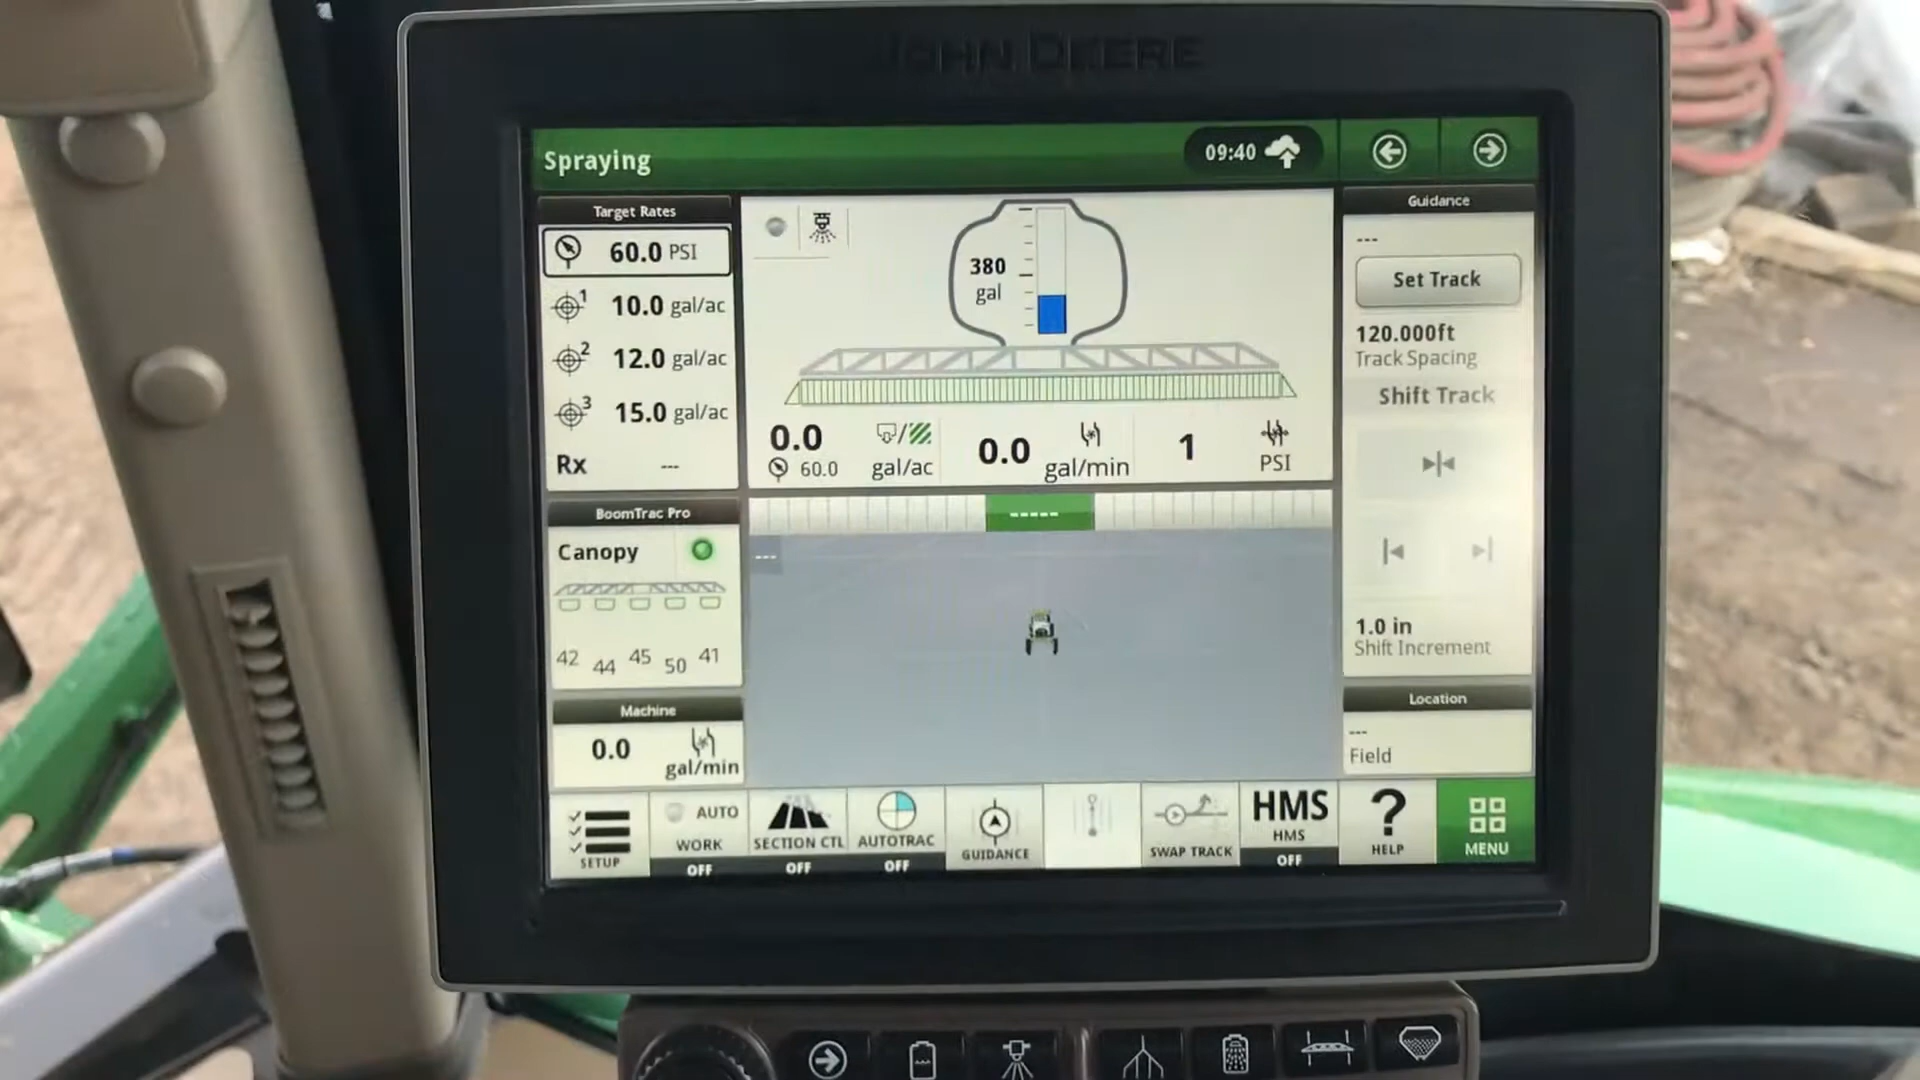 JOHN DEERE
Spraying
09:40
Target Rates
60.0 PSI
1 10.0 gal/ac
2 12.0 gal/ac
3 15.0 gal/ac
Rx ---
BoomTrac Pro
Canopy
42 44 45 50 41
Machine
0.0 gal/min
380
gal
0.0 gal/ac
60.0
0.0 gal/min
1 PSI
-----
---
Guidance
---
Set Track
120.000ft
Track Spacing
Shift Track
1.0 in
Shift Increment
Location
---
Field
SETUP
AUTO
WORK
OFF
SECTION CTL
OFF
AUTOTRAC
OFF
GUIDANCE
SWAP TRACK
HMS
HMS
OFF
?
HELP
MENU